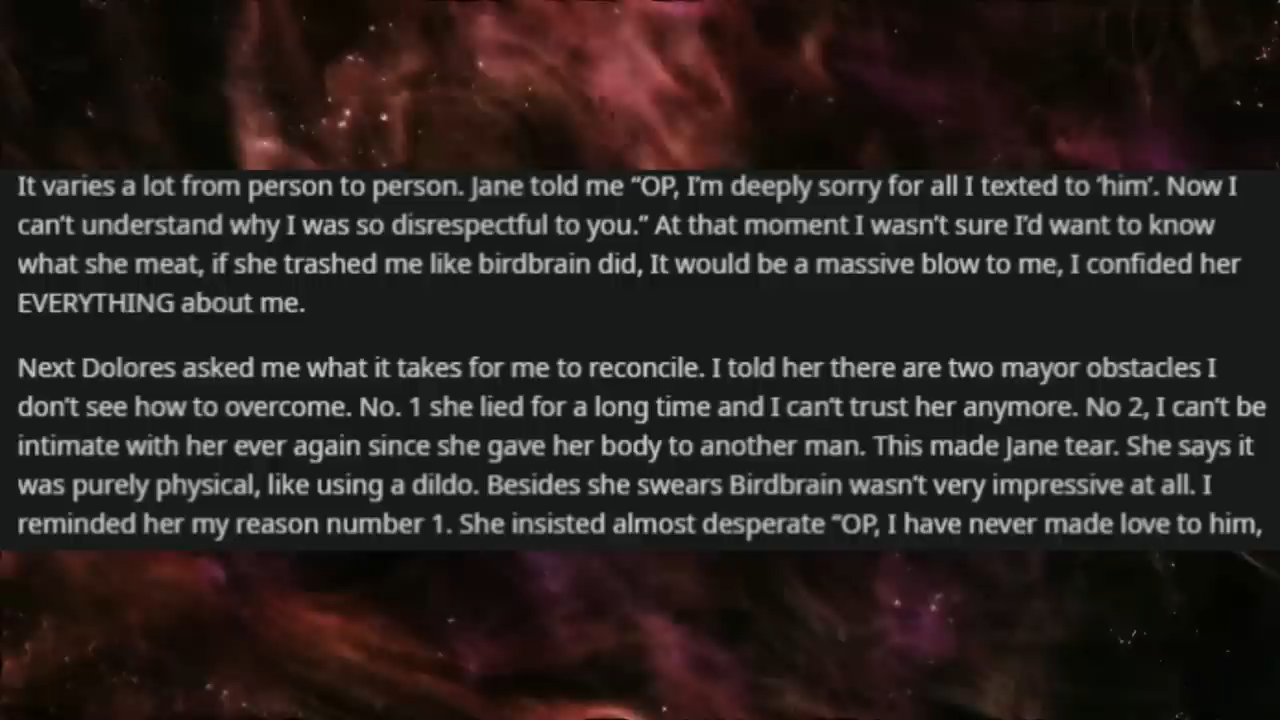 It varies a lot from person to person. Jane told me “OP, I’m deeply sorry for all I texted to ‘him’. Now I
can’t understand why I was so disrespectful to you.” At that moment I wasn’t sure I’d want to know
what she meat, if she trashed me like birdbrain did, It would be a massive blow to me, I confided her
EVERYTHING about me.
Next Dolores asked me what it takes for me to reconcile. I told her there are two mayor obstacles I
don’t see how to overcome. No. 1 she lied for a long time and I can’t trust her anymore. No 2, I can’t be
intimate with her ever again since she gave her body to another man. This made Jane tear. She says it
was purely physical, like using a dildo. Besides she swears Birdbrain wasn’t very impressive at all. I
reminded her my reason number 1. She insisted almost desperate “OP, I have never made love to him,